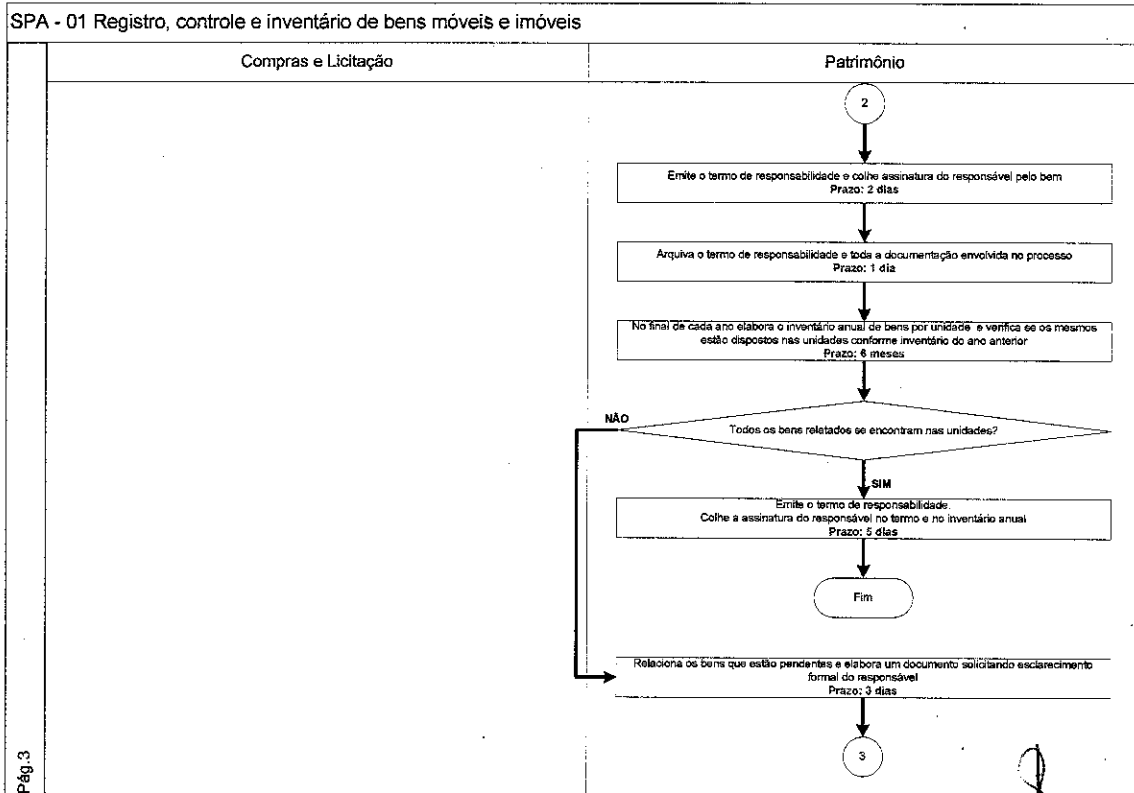 SPA - 01 Registro, controle e inventário de bens móveis e imóveis
Compras e Licitação
Patrimônio
2
Emite o termo de responsabilidade e colhe assinatura do responsável pelo bem
Prazo: 2 dias
Arquiva o termo de responsabilidade e toda a documentação envolvida no processo
Prazo: 1 dia
No final de cada ano elabora o inventário anual de bens por unidade e verifica se os mesmos
estão dispostos nas unidades conforme inventário do ano anterior
Prazo: 6 meses
NÃO
Todos os bens relatados se encontram nas unidades?
SIM
Emite o termo de responsabilidade.
Colhe a assinatura do responsável no termo e no inventário anual
Prazo: 5 dias
Fim
Relaciona os bens que estão pendentes e elabora um documento solicitando esclarecimento
formal do responsável
Prazo: 3 dias
3
Pág.3